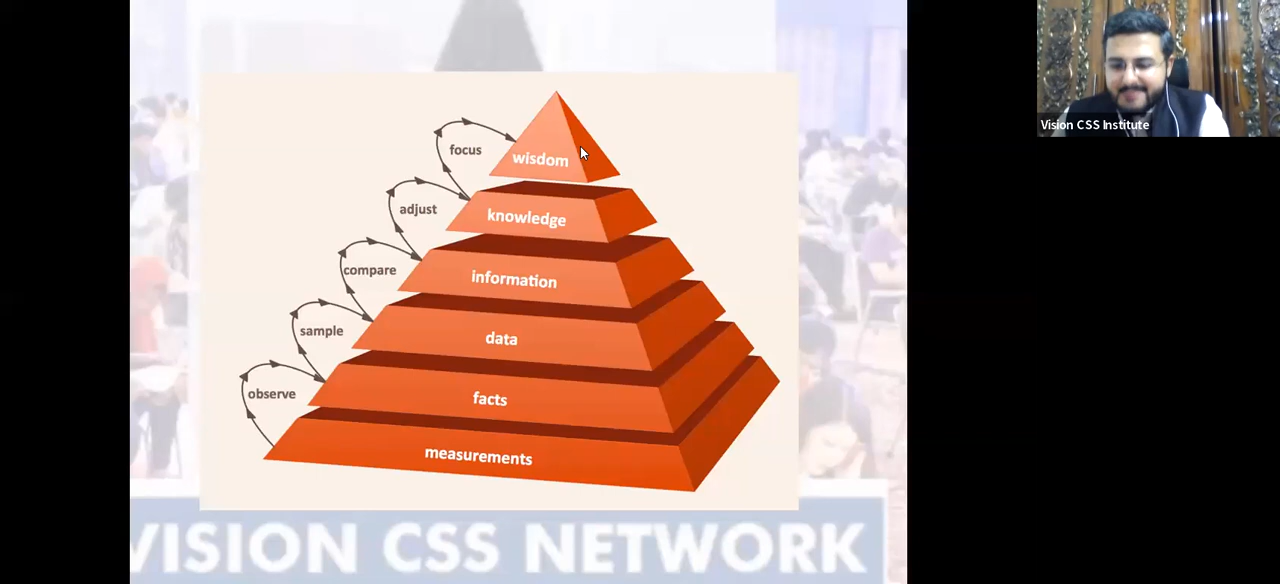 focus
wisdom
adjust
knowledge
compare
information
sample
data
observe
facts
measurements
VISION CSS NETWORK
Vision CSS Institute